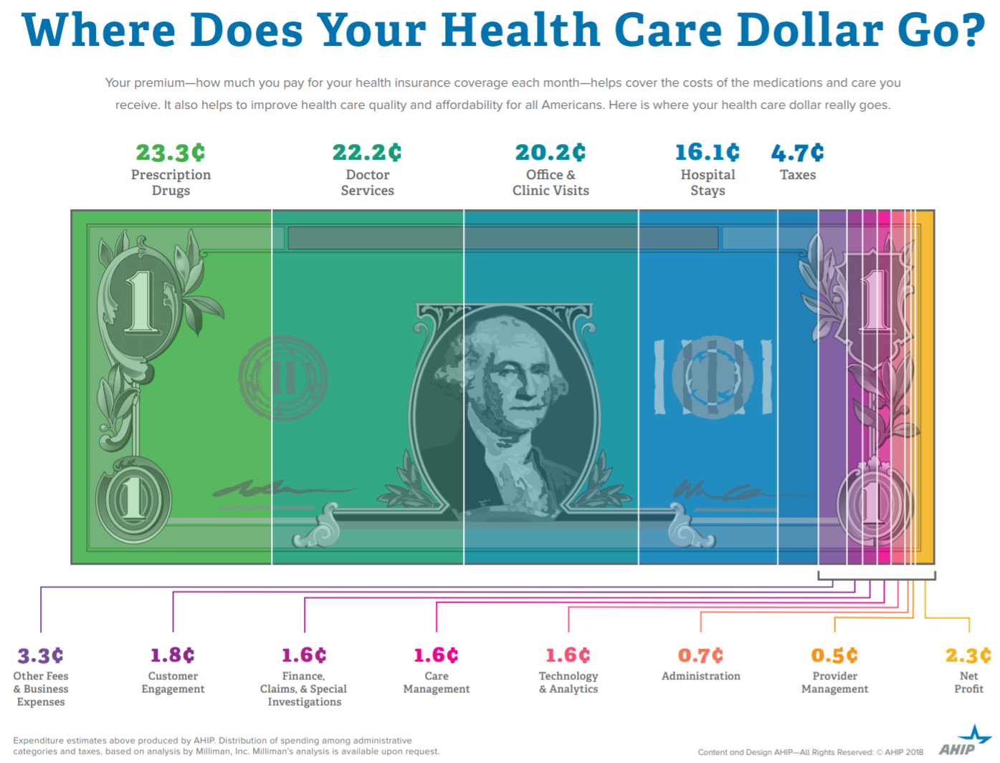 Where Does Your Health Care Dollar Go?
Your premium—how much you pay for your health insurance coverage each month—helps cover the costs of the medications and care you
receive. It also helps to improve health care quality and affordability for all Americans. Here is where your health care dollar really goes.
23.3¢
Prescription
Drugs
22.2¢
Doctor
Services
20.2¢
Office &
Clinic Visits
16.1¢
Hospital
Stays
4.7¢
Taxes
1
1
1
1
3.3¢
Other Fees
& Business
Expenses
1.8¢
Customer
Engagement
1.6¢
Finance,
Claims, & Special
Investigations
1.6¢
Care
Management
1.6¢
Technology
& Analytics
0.7¢
Administration
0.5¢
Provider
Management
2.3¢
Net
Profit
Expenditure estimates above produced by AHIP. Distribution of spending among administrative
categories and taxes. based on analysis by Milliman, Inc. Milliman's analysis is available upon request.
Content and Design AHIP—All Rights Reserved: © AHIP 2018
AHIP